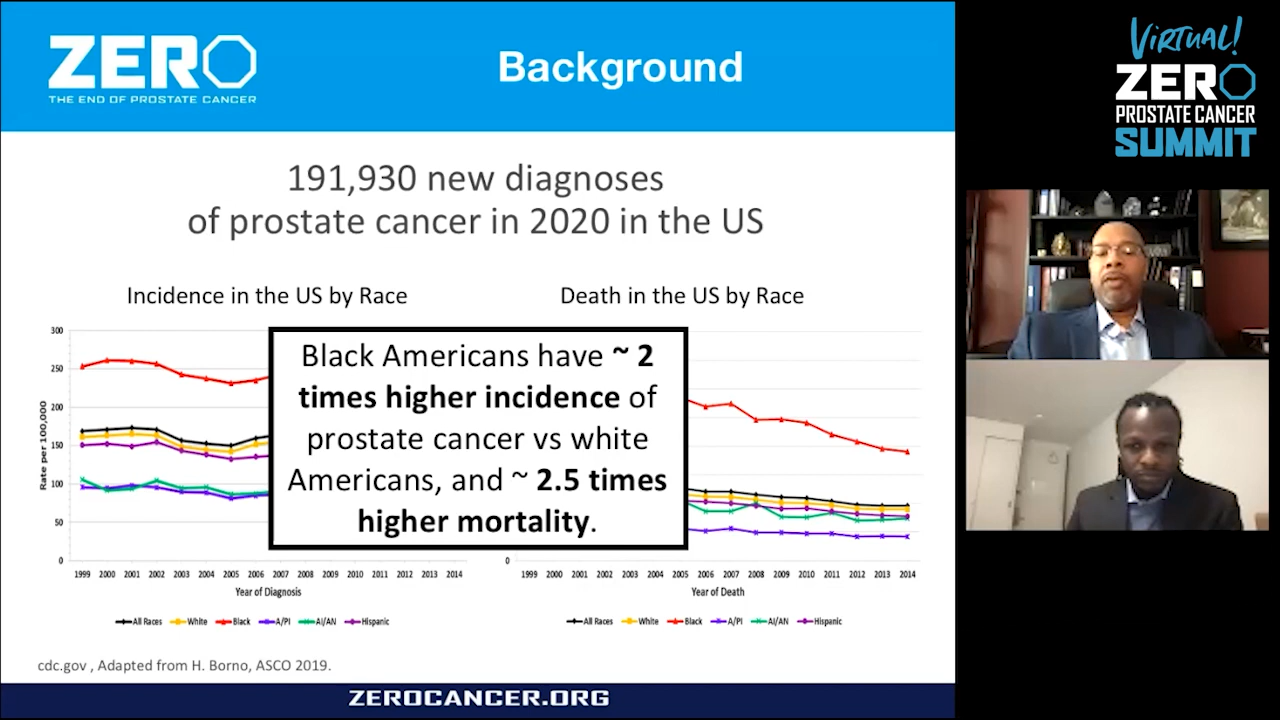 ZERO
THE END OF PROSTATE CANCER
Background
VIRTUAL!
ZERO
PROSTATE CANCER
SUMMIT
191,930 new diagnoses
of prostate cancer in 2020 in the US
Incidence in the US by Race
Death in the US by Race
Black Americans have ~ 2
times higher incidence of
prostate cancer vs white
Americans, and ~ 2.5 times
higher mortality.
Rate per 100,000
300
250
200
150
100
50
0
1999 2000 2001 2002 2003 2004 2005 2006 2007 2008 2009 2010 2011 2012 2013 2014
Year of Diagnosis
All Races White Black A/PI AI/AN Hispanic
0
1999 2000 2001 2002 2003 2004 2005 2006 2007 2008 2009 2010 2011 2012 2013 2014
Year of Death
All Races White Black A/PI AI/AN Hispanic
cdc.gov , Adapted from H. Borno, ASCO 2019.
ZEROCANCER.ORG